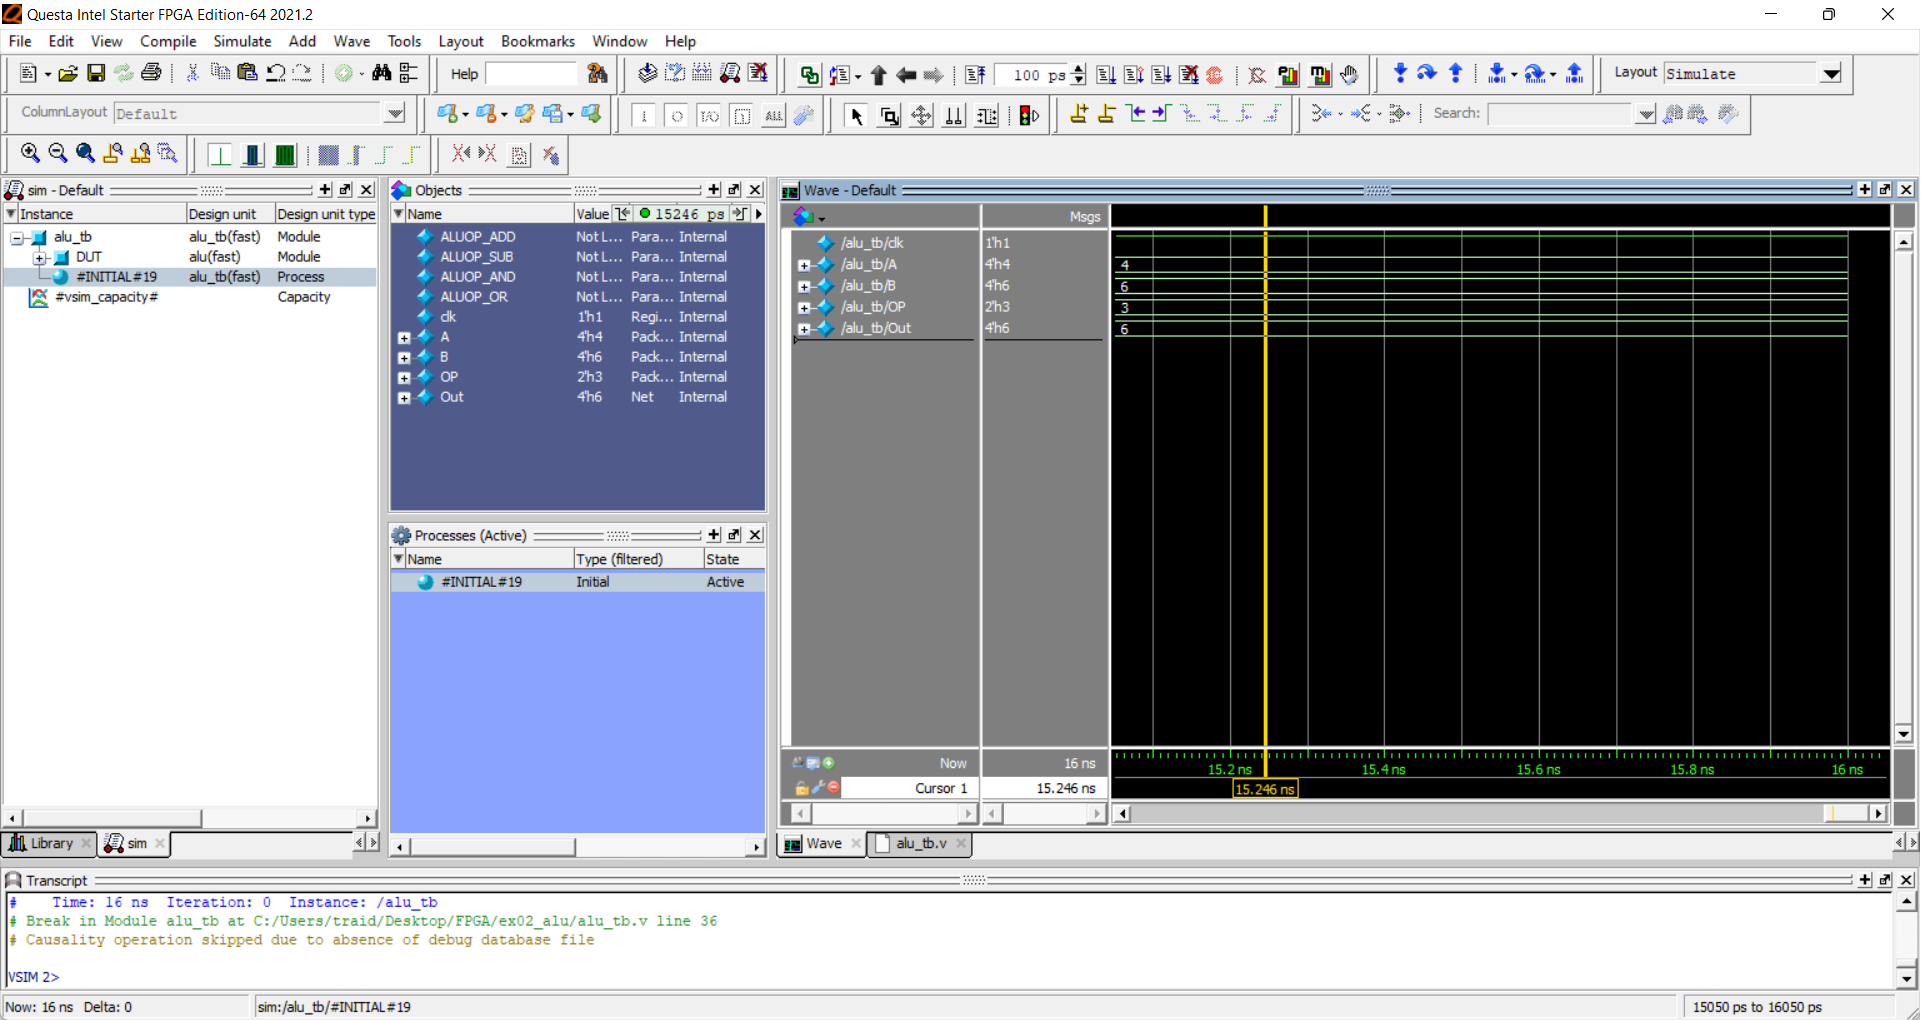 Questa Intel Starter FPGA Edition-64 2021.2
File Edit View Compile Simulate Add Wave Tools Layout Bookmarks Window Help
Help
100 ps
Layout Simulate
ColumnLayout Default
1
I/O
ALL
Search:
sim - Default
Instance Design unit Design unit type
alu_tb alu_tb(fast) Module
DUT alu(fast) Module
#INITIAL#19 alu_tb(fast) Process
#vsim_capacity# Capacity
Library
sim
Objects
Name Value 15246 ps
ALUOP_ADD Not L... Para... Internal
ALUOP_SUB Not L... Para... Internal
ALUOP_AND Not L... Para... Internal
ALUOP_OR Not L... Para... Internal
clk 1'h1 Regi... Internal
A 4'h4 Pack... Internal
B 4'h6 Pack... Internal
OP 2'h3 Pack... Internal
Out 4'h6 Net Internal
Processes (Active)
Name Type (filtered) State
#INITIAL#19 Initial Active
Wave - Default
Msgs
/alu_tb/clk 1'h1
/alu_tb/A 4'h4 4
/alu_tb/B 4'h6 6
/alu_tb/OP 2'h3 3
/alu_tb/Out 4'h6 6
Now 16 ns
15.2 ns 15.4 ns 15.6 ns 15.8 ns 16 ns
Cursor 1 15.246 ns
15.246 ns
Wave
alu_tb.v
Transcript
# Time: 16 ns Iteration: 0 Instance: /alu_tb
# Break in Module alu_tb at C:/Users/traid/Desktop/FPGA/ex02_alu/alu_tb.v line 36
# Causality operation skipped due to absence of debug database file
VSIM 2>
Now: 16 ns Delta: 0
sim:/alu_tb/#INITIAL#19
15050 ps to 16050 ps